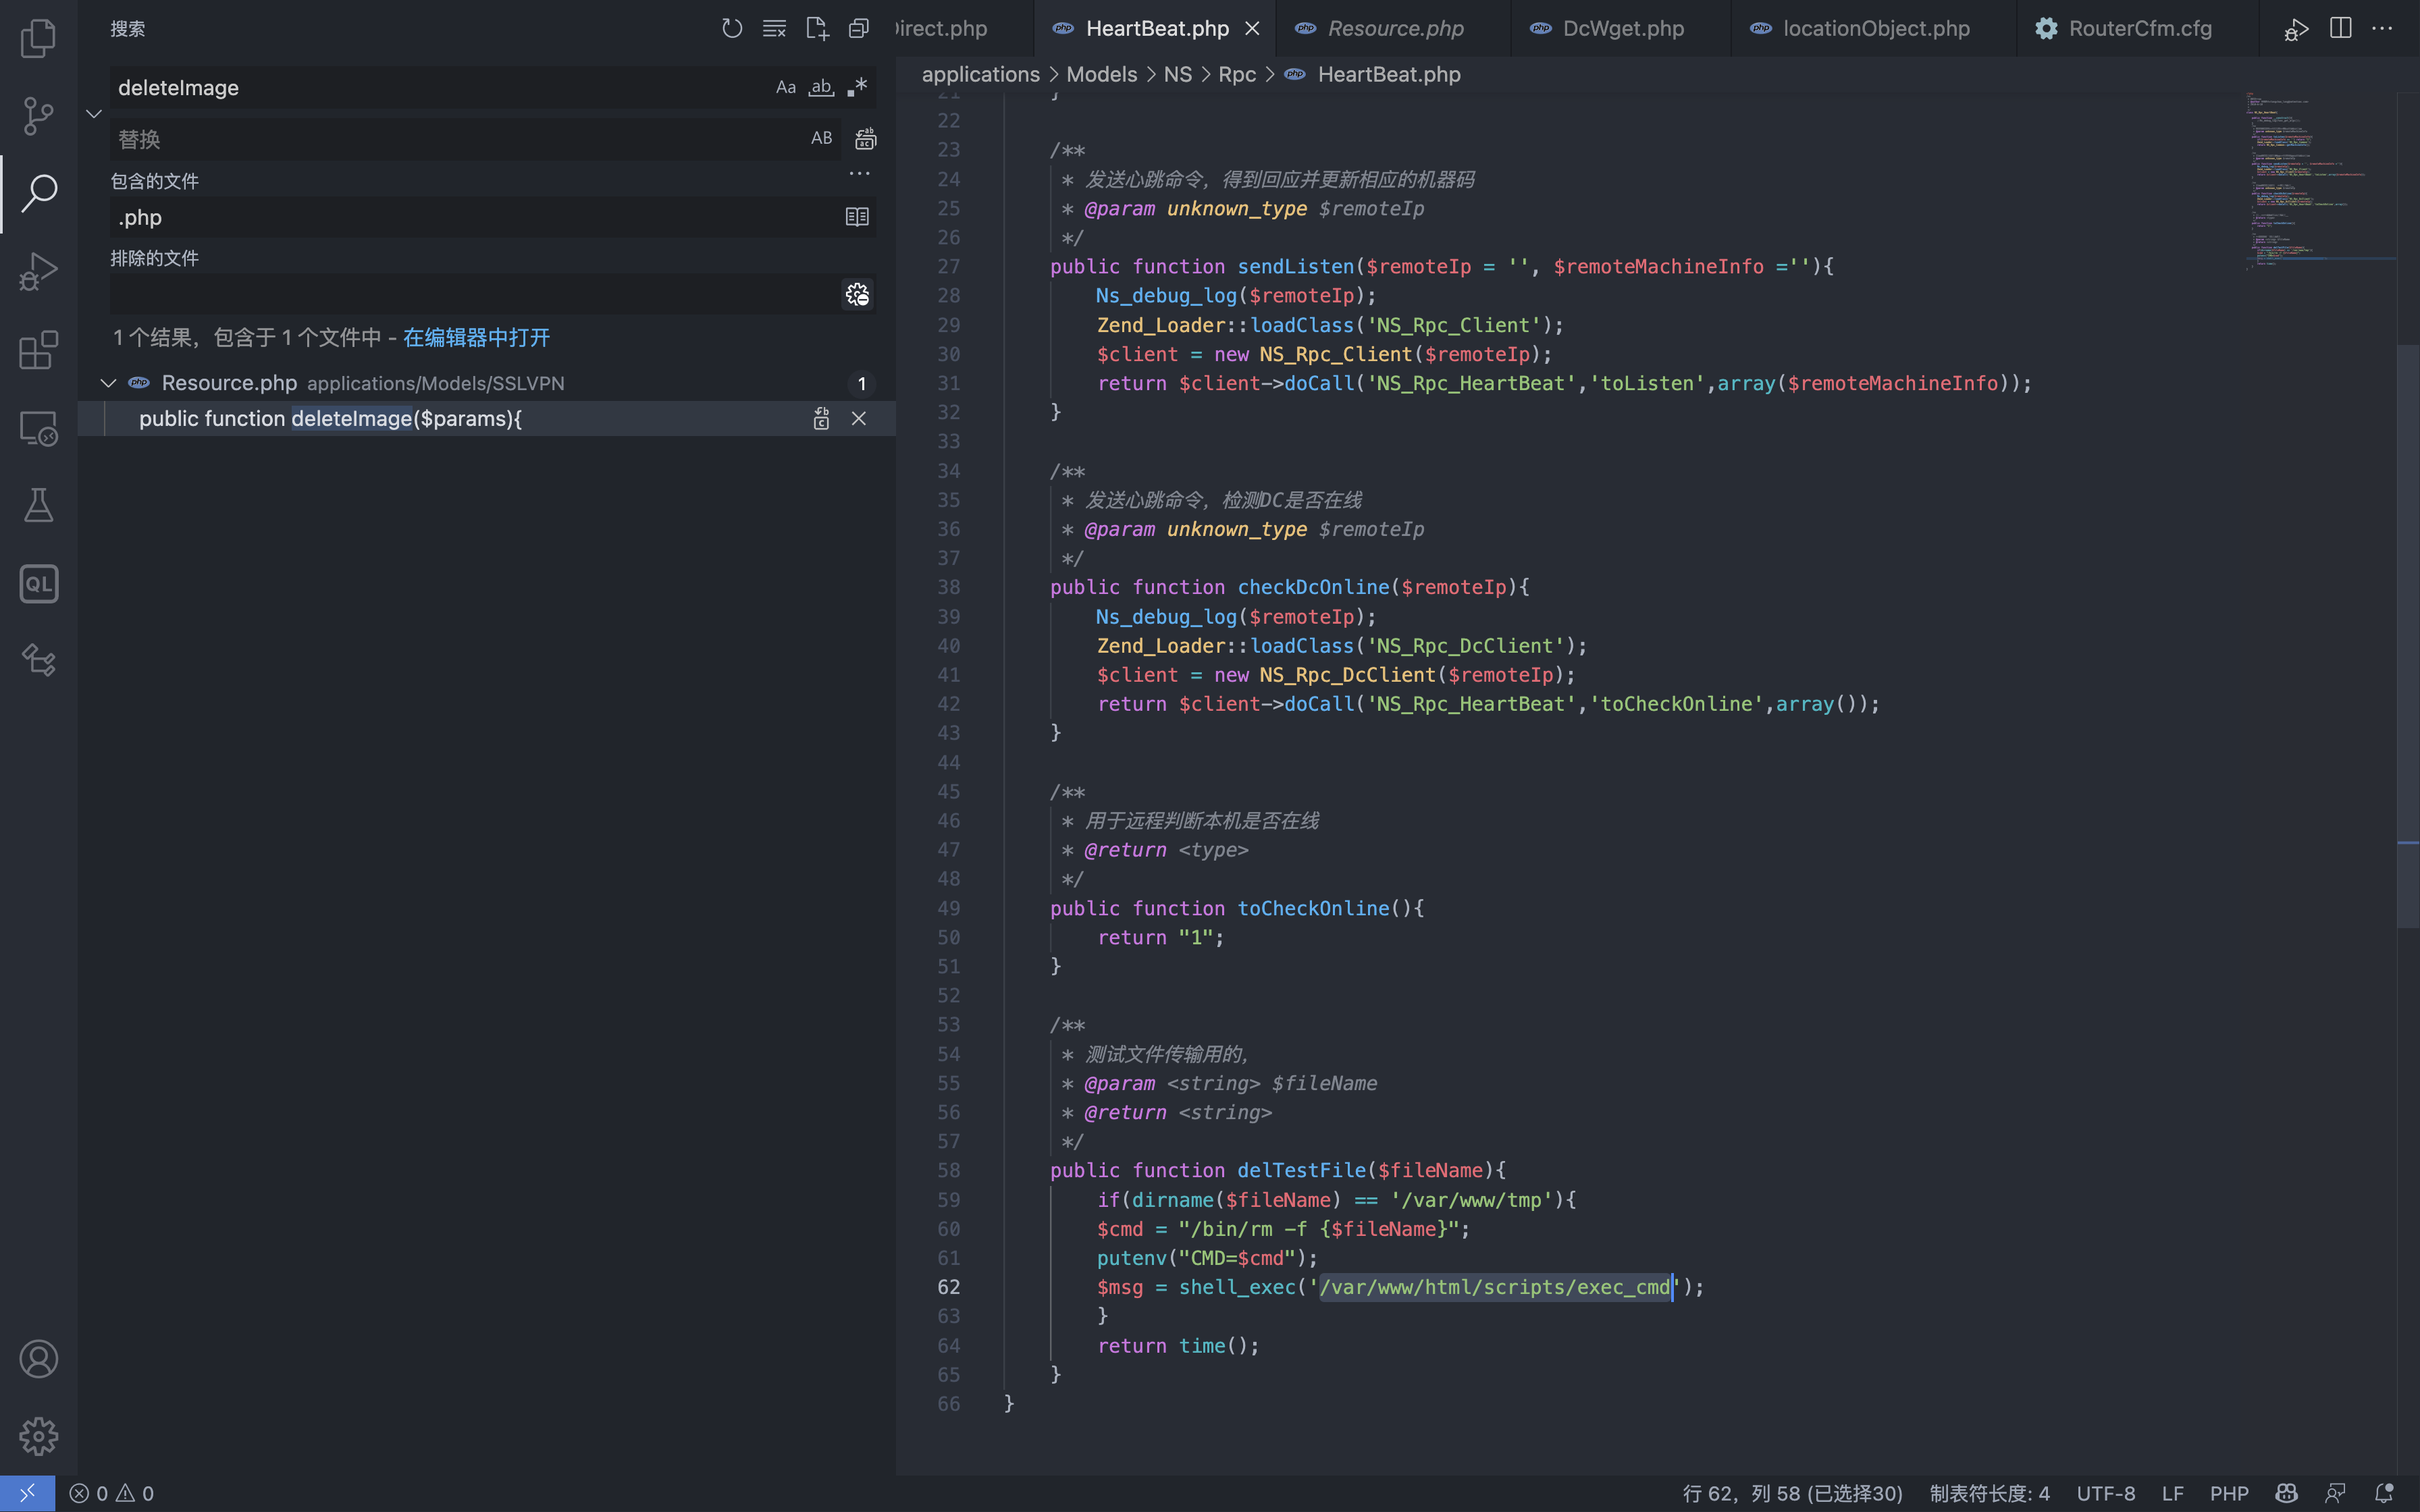 搜索
deleteImage
Aa
ab
替换
AB
包含的文件
.php
排除的文件
1 个结果，包含于 1 个文件中 - 在编辑器中打开
Resource.php applications/Models/SSLVPN 1
public function deleteImage($params){
Direct.php
HeartBeat.php
Resource.php
DcWget.php
locationObject.php
RouterCfm.cfg
applications > Models > NS > Rpc > HeartBeat.php
21 }
22
23 /**
24 * 发送心跳命令，得到回应并更新相应的机器码
25 * @param unknown_type $remoteIp
26 */
27 public function sendListen($remoteIp = '', $remoteMachineInfo =''){
28 Ns_debug_log($remoteIp);
29 Zend_Loader::loadClass('NS_Rpc_Client');
30 $client = new NS_Rpc_Client($remoteIp);
31 return $client->doCall('NS_Rpc_HeartBeat','toListen',array($remoteMachineInfo));
32 }
33
34 /**
35 * 发送心跳命令，检测DC是否在线
36 * @param unknown_type $remoteIp
37 */
38 public function checkDcOnline($remoteIp){
39 Ns_debug_log($remoteIp);
40 Zend_Loader::loadClass('NS_Rpc_DcClient');
41 $client = new NS_Rpc_DcClient($remoteIp);
42 return $client->doCall('NS_Rpc_HeartBeat','toCheckOnline',array());
43 }
44
45 /**
46 * 用于远程判断本机是否在线
47 * @return <type>
48 */
49 public function toCheckOnline(){
50 return "1";
51 }
52
53 /**
54 * 测试文件传输用的，
55 * @param <string> $fileName
56 * @return <string>
57 */
58 public function delTestFile($fileName){
59 if(dirname($fileName) == '/var/www/tmp'){
60 $cmd = "/bin/rm -f {$fileName}";
61 putenv("CMD=$cmd");
62 $msg = shell_exec('/var/www/html/scripts/exec_cmd');
63 }
64 return time();
65 }
66 }
QL
0 0
行 62，列 58 (已选择30)
制表符长度: 4
UTF-8
LF
PHP